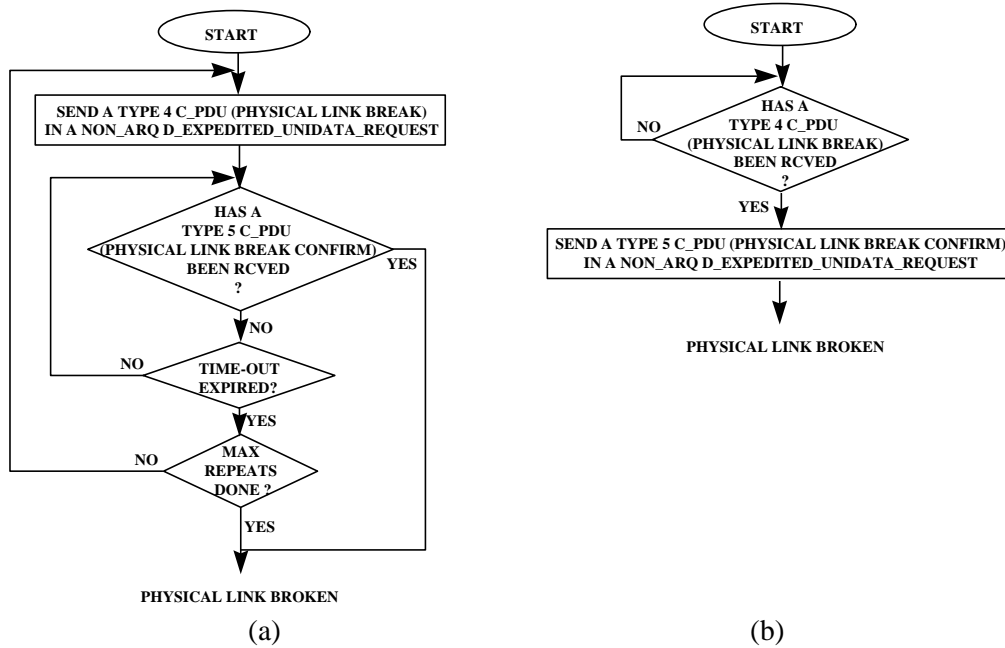 START
SEND A TYPE 4 C_PDU (PHYSICAL LINK BREAK)
IN A NON_ARQ D_EXPEDITED_UNIDATA_REQUEST
HAS A
TYPE 5 C_PDU
(PHYSICAL LINK BREAK CONFIRM)
BEEN RCVED
?
YES
NO
NO
TIME-OUT
EXPIRED?
YES
NO
MAX
REPEATS
DONE ?
YES
PHYSICAL LINK BROKEN
(a)
START
HAS A
TYPE 4 C_PDU
(PHYSICAL LINK BREAK)
BEEN RCVED
?
NO
YES
SEND A TYPE 5 C_PDU (PHYSICAL LINK BREAK CONFIRM)
IN A NON_ARQ D_EXPEDITED_UNIDATA_REQUEST
PHYSICAL LINK BROKEN
(b)